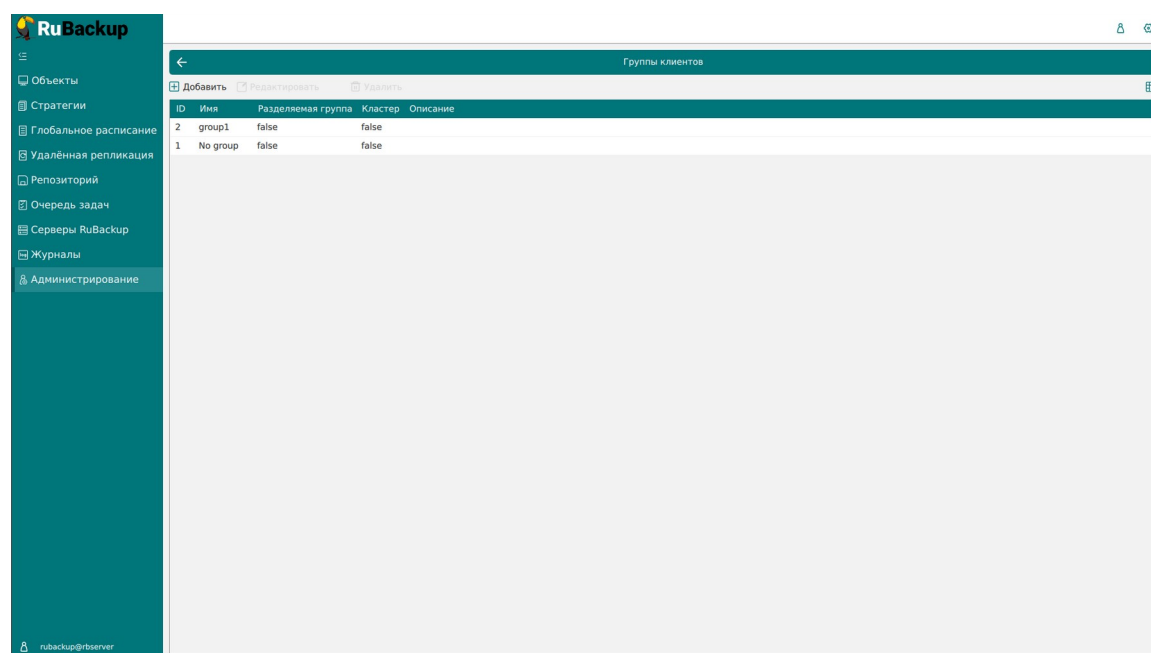 RuBackup
Группы клиентов
Объекты
Добавить Редактировать Удалить
Стратегии
ID Имя Разделяемая группа Кластер Описание
Глобальное расписание
2 group1 false false
1 No group false false
Удалённая репликация
Репозиторий
Очередь задач
Серверы RuBackup
Журналы
Администрирование
rubackup@rbserver